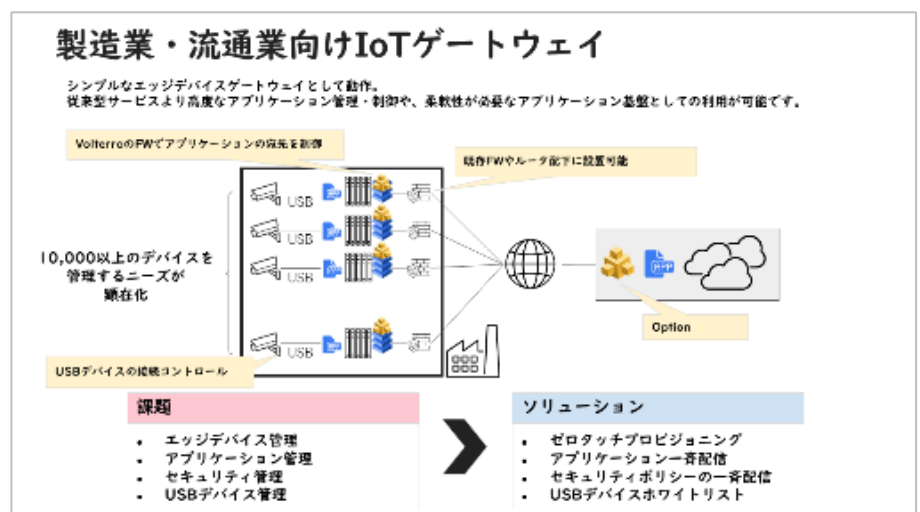 製造業・流通業向けIoTゲートウェイ
シンプルなエッジデバイスゲートウェイとして動作。
従来型サービスより高度なアプリケーション管理・制御や、柔軟性が必要なアプリケーション基盤としての利用が可能です。
VolterraのFWでアプリケーションの宛先を制御
既存FWやルータ配下に設置可能
USB
USB
USB
USB
10,000以上のデバイスを
管理するニーズが
顕在化
APP
Option
USBデバイスの接続コントロール
課題
• エッジデバイス管理
• アプリケーション管理
• セキュリティ管理
• USBデバイス管理
ソリューション
• ゼロタッチプロビジョニング
• アプリケーション一斉配信
• セキュリティポリシーの一斉配信
• USBデバイスホワイトリスト